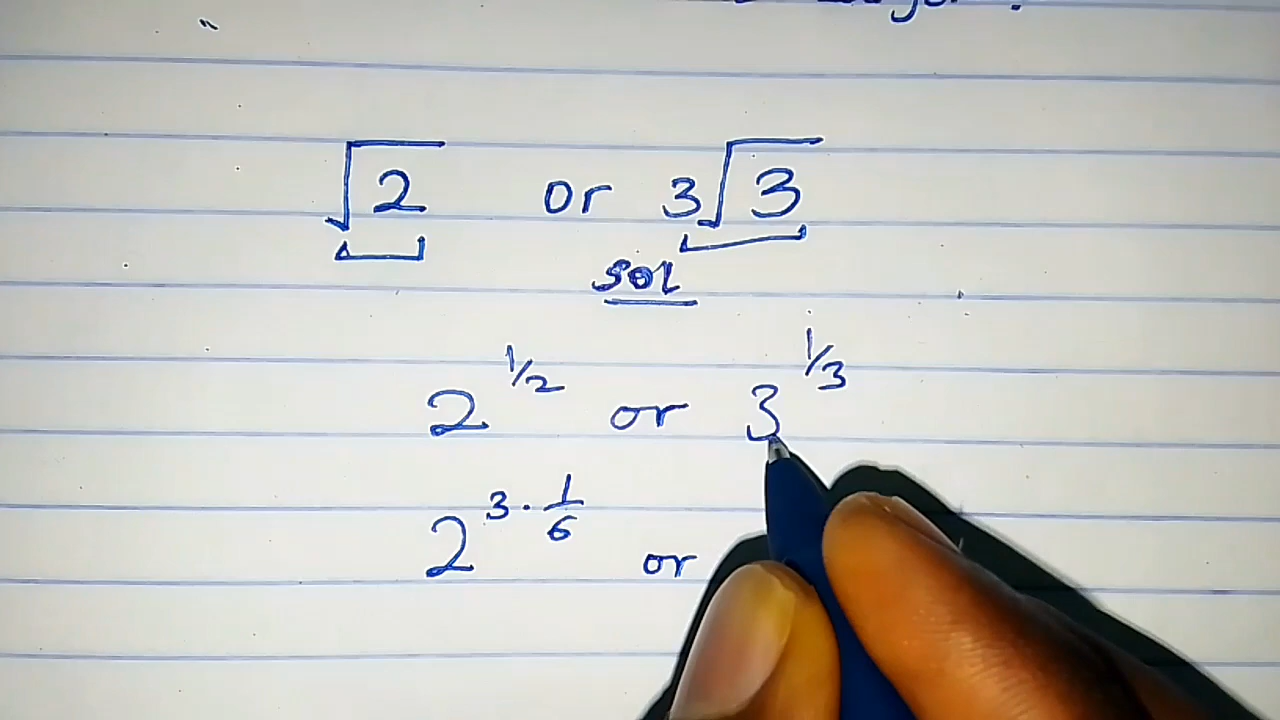 √2 or 3√3
sol
2^1/2 or 3^1/3
2^3·1/6 or